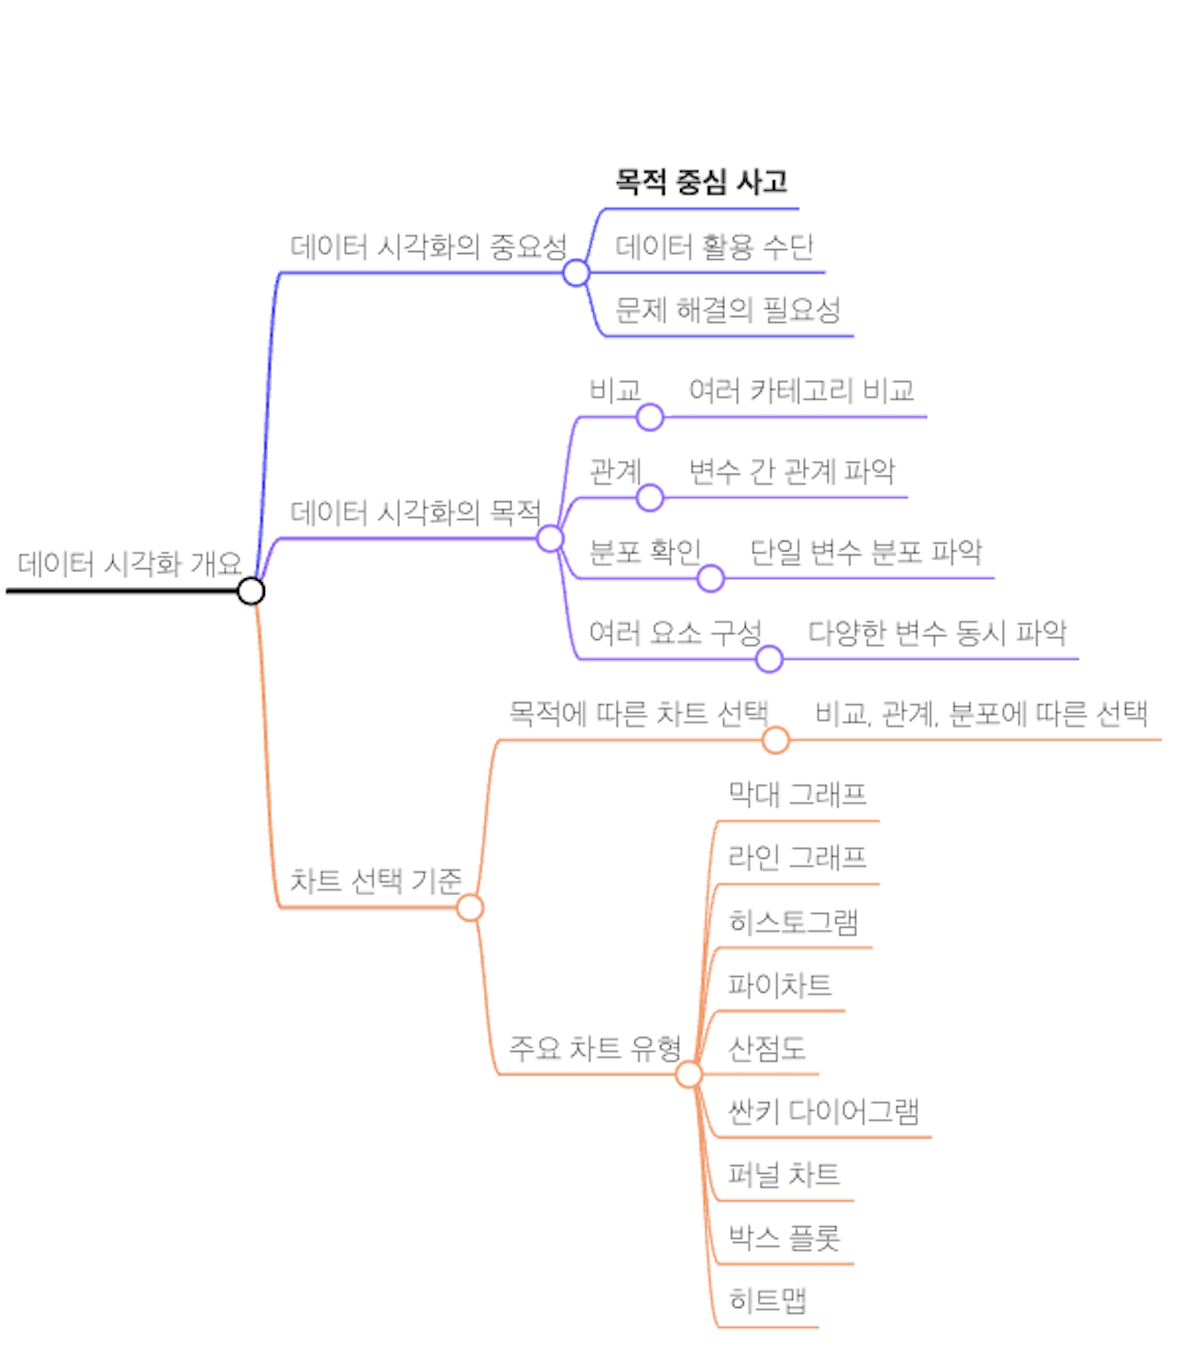 목적 중심 사고
데이터 시각화의 중요성
데이터 활용 수단
문제 해결의 필요성
비교
여러 카테고리 비교
관계
변수 간 관계 파악
데이터 시각화의 목적
분포 확인
단일 변수 분포 파악
데이터 시각화 개요
여러 요소 구성
다양한 변수 동시 파악
목적에 따른 차트 선택
비교, 관계, 분포에 따른 선택
막대 그래프
라인 그래프
차트 선택 기준
히스토그램
파이차트
주요 차트 유형
산점도
싼키 다이어그램
퍼널 차트
박스 플롯
히트맵